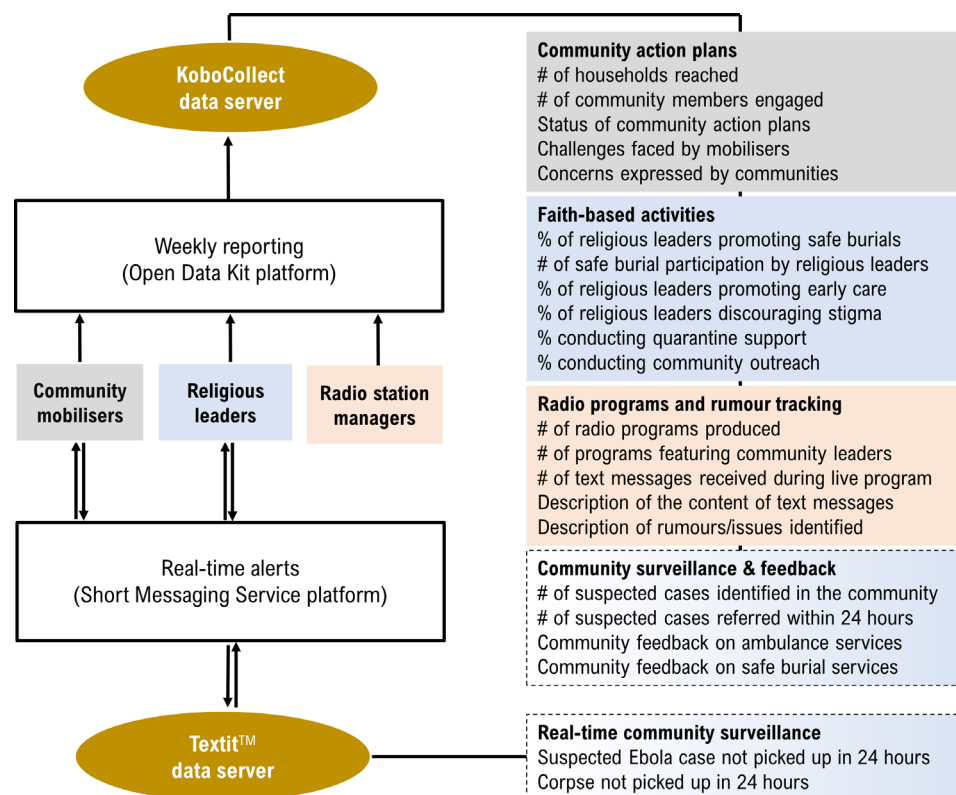 KoboCollect
data server
Weekly reporting
(Open Data Kit platform)
Community
mobilisers
Religious
leaders
Radio station
managers
Real-time alerts
(Short Messaging Service platform)
Textit™
data server
Community action plans
# of households reached
# of community members engaged
Status of community action plans
Challenges faced by mobilisers
Concerns expressed by communities
Faith-based activities
% of religious leaders promoting safe burials
# of safe burial participation by religious leaders
% of religious leaders promoting early care
% of religious leaders discouraging stigma
% conducting quarantine support
% conducting community outreach
Radio programs and rumour tracking
# of radio programs produced
# of programs featuring community leaders
# of text messages received during live program
Description of the content of text messages
Description of rumours/issues identified
Community surveillance & feedback
# of suspected cases identified in the community
# of suspected cases referred within 24 hours
Community feedback on ambulance services
Community feedback on safe burial services
Real-time community surveillance
Suspected Ebola case not picked up in 24 hours
Corpse not picked up in 24 hours